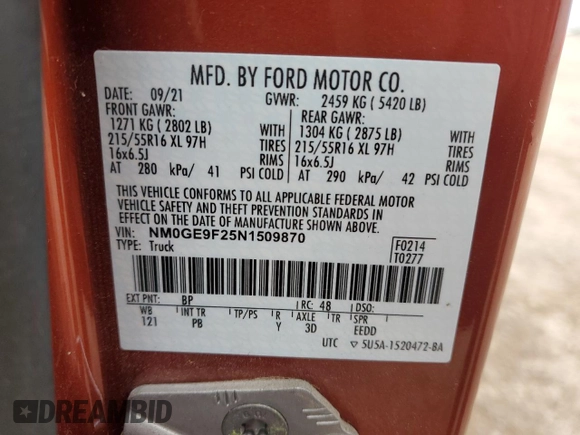 MFD. BY FORD MOTOR CO.
DATE: 09/21 GVWR: 2459 KG ( 5420 LB)
FRONT GAWR: REAR GAWR:
1271 KG ( 2802 LB) WITH 1304 KG ( 2875 LB) WITH
215/55R16 XL 97H TIRES 215/55R16 XL 97H TIRES
16x6.5J RIMS 16x6.5J RIMS
AT 280 kPa/ 41 PSI COLD AT 290 kPa/ 42 PSI COLD
THIS VEHICLE CONFORMS TO ALL APPLICABLE FEDERAL MOTOR
VEHICLE SAFETY AND THEFT PREVENTION STANDARDS IN
EFFECT ON THE DATE OF MANUFACTURE SHOWN ABOVE.
VIN: NM0GE9F25N1509870 F0214
TYPE: Truck T0277
EXT PNT: BP RC: 48 DSO:
WB INT TR TP/PS R AXLE TR SPR
121 PB Y 3D EEDD
UTC ▽ 5U5A-1520472-BA
DREAMBID